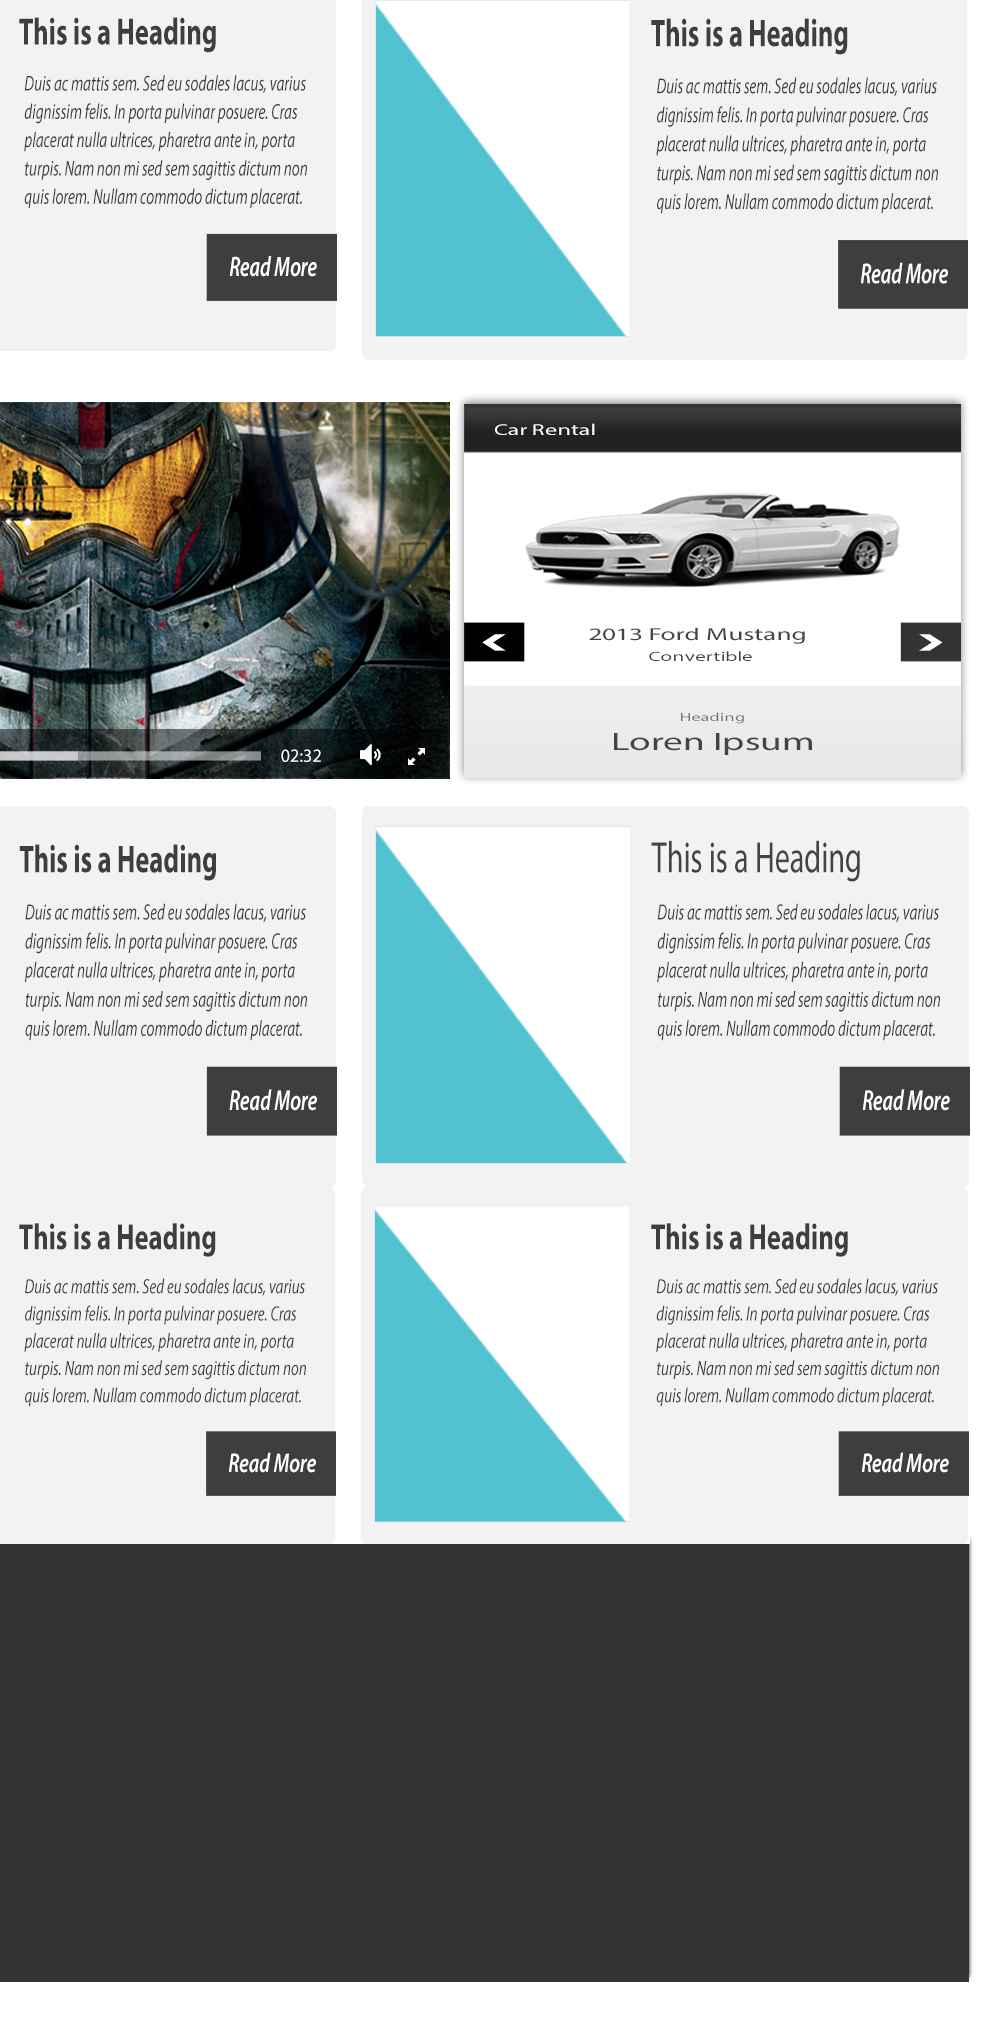 This is a Heading
Duis ac mattis sem. Sed eu sodales lacus, varius
dignissim felis. In porta pulvinar posuere. Cras
placerat nulla ultrices, pharetra ante in, porta
turpis. Nam non mi sed sem sagittis dictum non
quis lorem. Nullam commodo dictum placerat.
Read More
This is a Heading
Duis ac mattis sem. Sed eu sodales lacus, varius
dignissim felis. In porta pulvinar posuere. Cras
placerat nulla ultrices, pharetra ante in, porta
turpis. Nam non mi sed sem sagittis dictum non
quis lorem. Nullam commodo dictum placerat.
Read More
02:32
Car Rental
2013 Ford Mustang
Convertible
Heading
Loren Ipsum
This is a Heading
Duis ac mattis sem. Sed eu sodales lacus, varius
dignissim felis. In porta pulvinar posuere. Cras
placerat nulla ultrices, pharetra ante in, porta
turpis. Nam non mi sed sem sagittis dictum non
quis lorem. Nullam commodo dictum placerat.
Read More
This is a Heading
Duis ac mattis sem. Sed eu sodales lacus, varius
dignissim felis. In porta pulvinar posuere. Cras
placerat nulla ultrices, pharetra ante in, porta
turpis. Nam non mi sed sem sagittis dictum non
quis lorem. Nullam commodo dictum placerat.
Read More
This is a Heading
Duis ac mattis sem. Sed eu sodales lacus, varius
dignissim felis. In porta pulvinar posuere. Cras
placerat nulla ultrices, pharetra ante in, porta
turpis. Nam non mi sed sem sagittis dictum non
quis lorem. Nullam commodo dictum placerat.
Read More
This is a Heading
Duis ac mattis sem. Sed eu sodales lacus, varius
dignissim felis. In porta pulvinar posuere. Cras
placerat nulla ultrices, pharetra ante in, porta
turpis. Nam non mi sed sem sagittis dictum non
quis lorem. Nullam commodo dictum placerat.
Read More